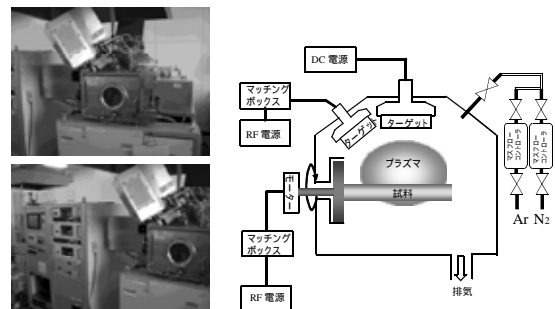 DC 電源
マッチング
ボックス
RF 電源
ターゲット
ターゲット
マスフロー
コントローラ
マスフロー
コントローラ
プラズマ
試料
モーター
Ar N2
マッチング
ボックス
RF 電源
排気